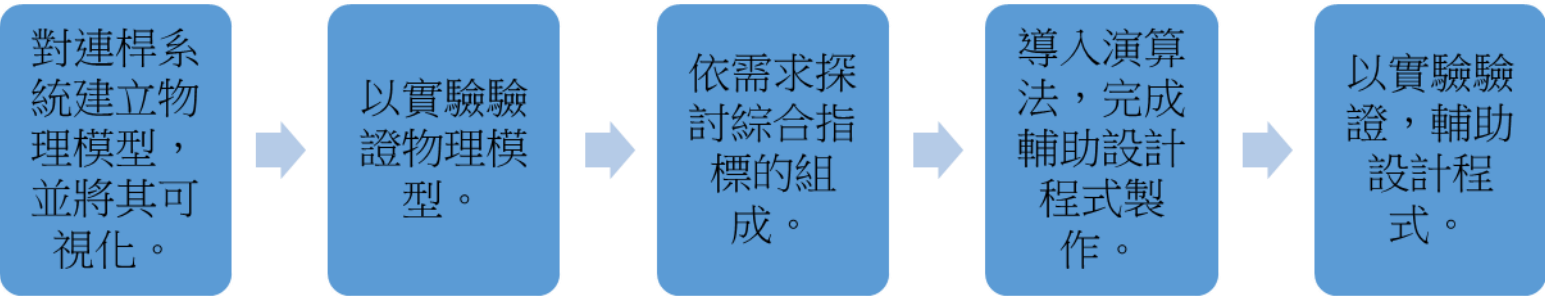 對連桿系
統建立物
理模型，
並將其可
視化。
以實驗驗
證物理模
型。
依需求探
討綜合指
標的組
成。
導入演算
法，完成
輔助設計
程式製
作。
以實驗驗
證，輔助
設計程
式。